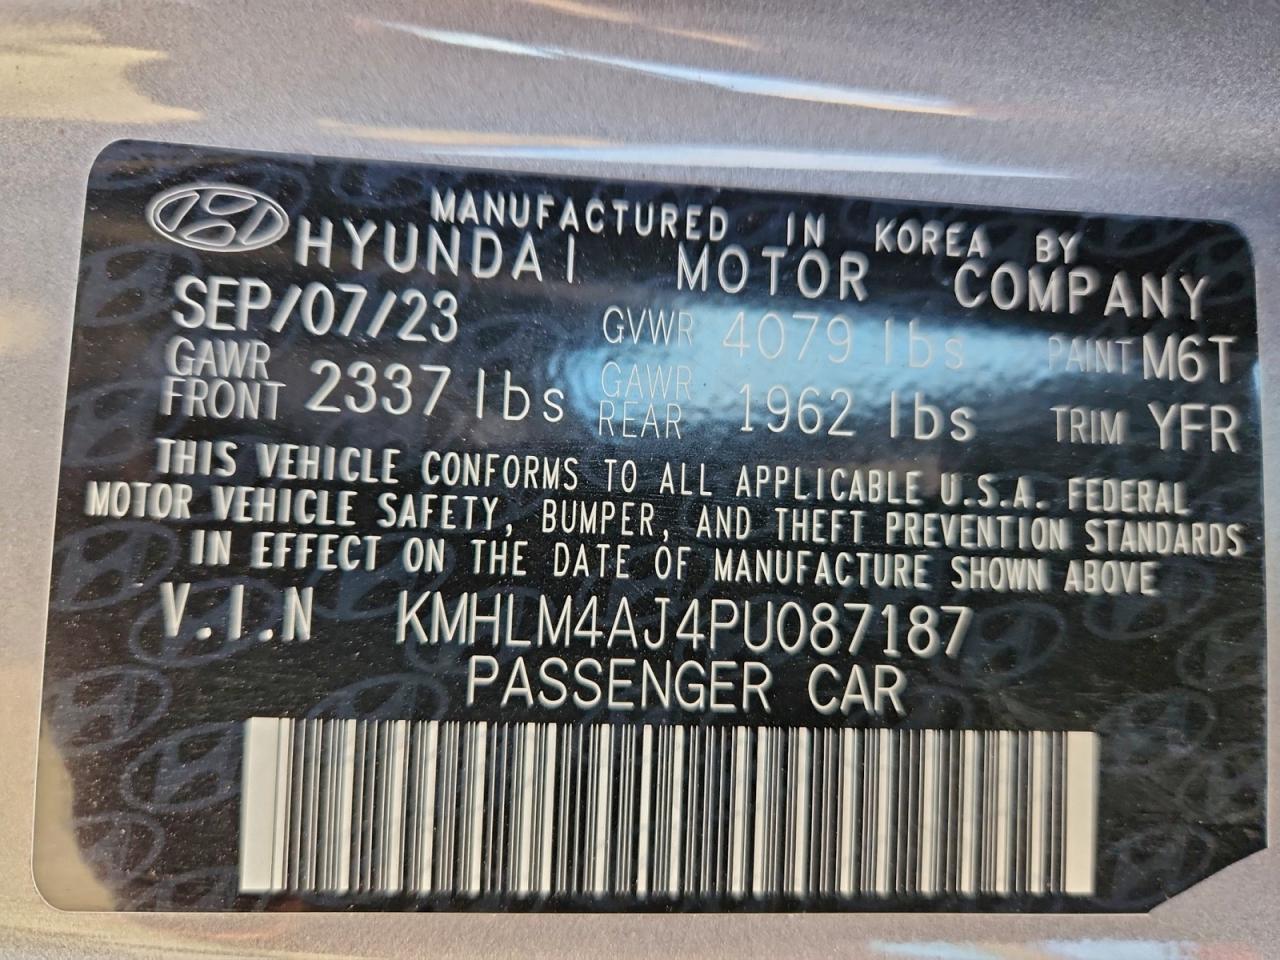 MANUFACTURED IN KOREA BY
HYUNDAI MOTOR COMPANY
SEP/07/23 GVWR 4079 lbs PAINT M6T
GAWR FRONT 2337 lbs GAWR REAR 1962 lbs TRIM YFR
THIS VEHICLE CONFORMS TO ALL APPLICABLE U.S.A. FEDERAL
MOTOR VEHICLE SAFETY, BUMPER, AND THEFT PREVENTION STANDARDS
IN EFFECT ON THE DATE OF MANUFACTURE SHOWN ABOVE
V.I.N KMHLM4AJ4PU087187
PASSENGER CAR